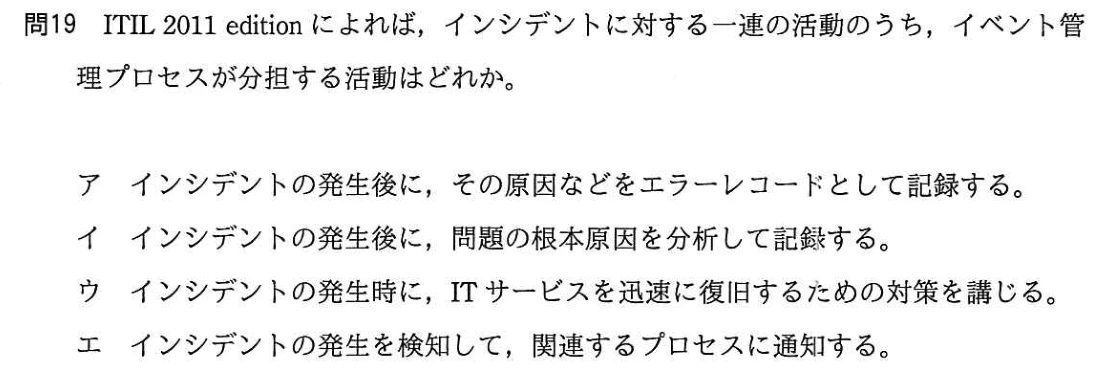 問19 ITIL 2011 edition によれば，インシデントに対する一連の活動のうち，イベント管
理プロセスが分担する活動はどれか。
ア インシデントの発生後に，その原因などをエラーレコードとして記録する。
イ インシデントの発生後に，問題の根本原因を分析して記録する。
ウ インシデントの発生時に，IT サービスを迅速に復旧するための対策を講じる。
エ インシデントの発生を検知して，関連するプロセスに通知する。